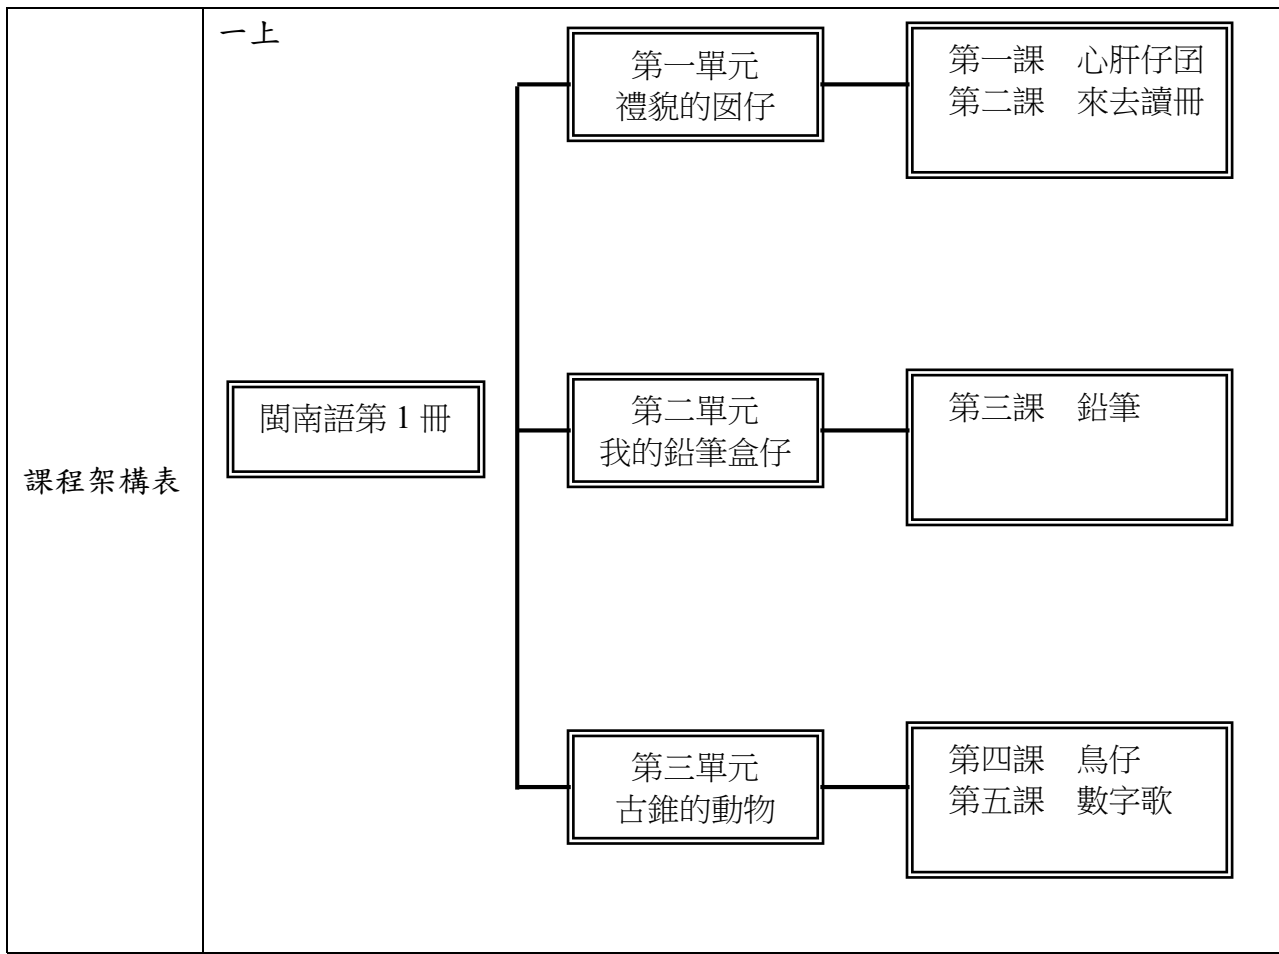 課程架構表
一上
閩南語第 1 冊
第一單元
禮貌的囡仔
第一課　心肝仔囝
第二課　來去讀冊
第二單元
我的鉛筆盒仔
第三課　鉛筆
第三單元
古錐的動物
第四課　鳥仔
第五課　數字歌